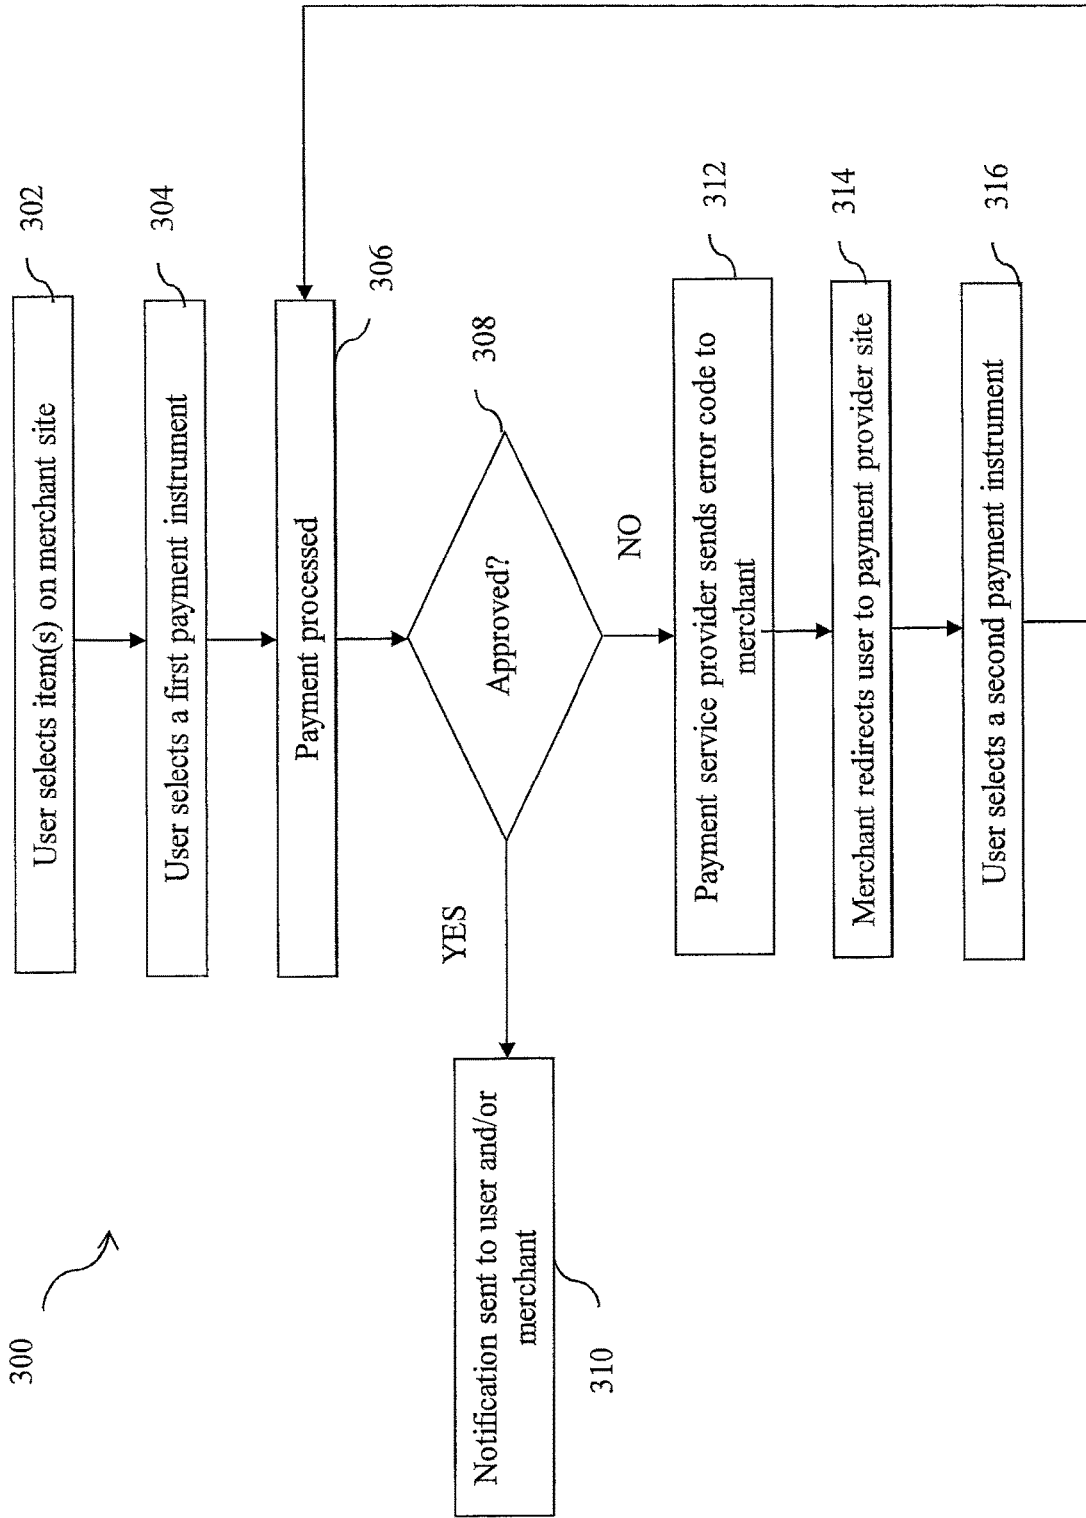 300
User selects item(s) on merchant site
302
User selects a first payment instrument
304
Payment processed
306
Approved?
308
YES
NO
Notification sent to user and/or
merchant
310
Payment service provider sends error code to
merchant
312
Merchant redirects user to payment provider site
314
User selects a second payment instrument
316